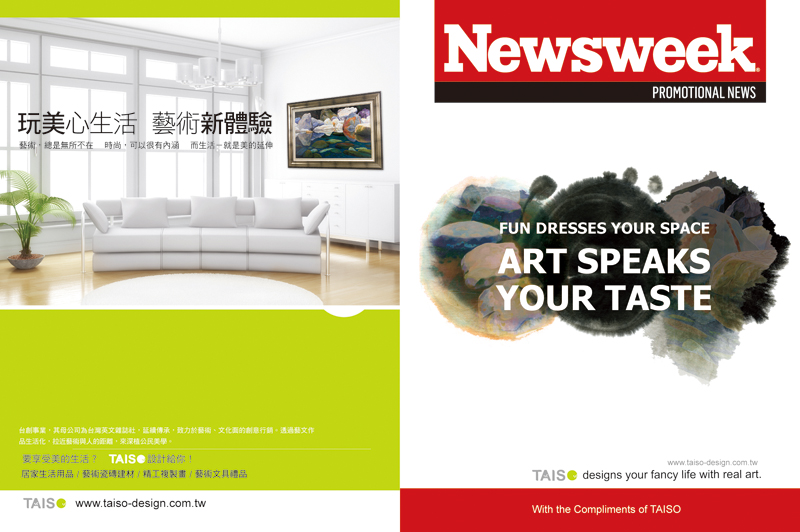 玩美心生活 藝術新體驗
藝術，總是無所不在 時尚，可以很有內涵 而生活－就是美的延伸
台創事業，其母公司為台灣英文雜誌社，延續傳承，致力於藝術、文化面的創意行銷，透過藝文作
品生活化，拉近藝術與人的距離，來深植公民美學。
要享受美的生活？ TAISO設計給你！
居家生活用品 / 藝術瓷磚建材 / 精工複製畫 / 藝術文具禮品
TAISO www.taiso-design.com.tw
Newsweek®
PROMOTIONAL NEWS
FUN DRESSES YOUR SPACE
ART SPEAKS
YOUR TASTE
www.taiso-design.com.tw
TAISO designs your fancy life with real art.
With the Compliments of TAISO